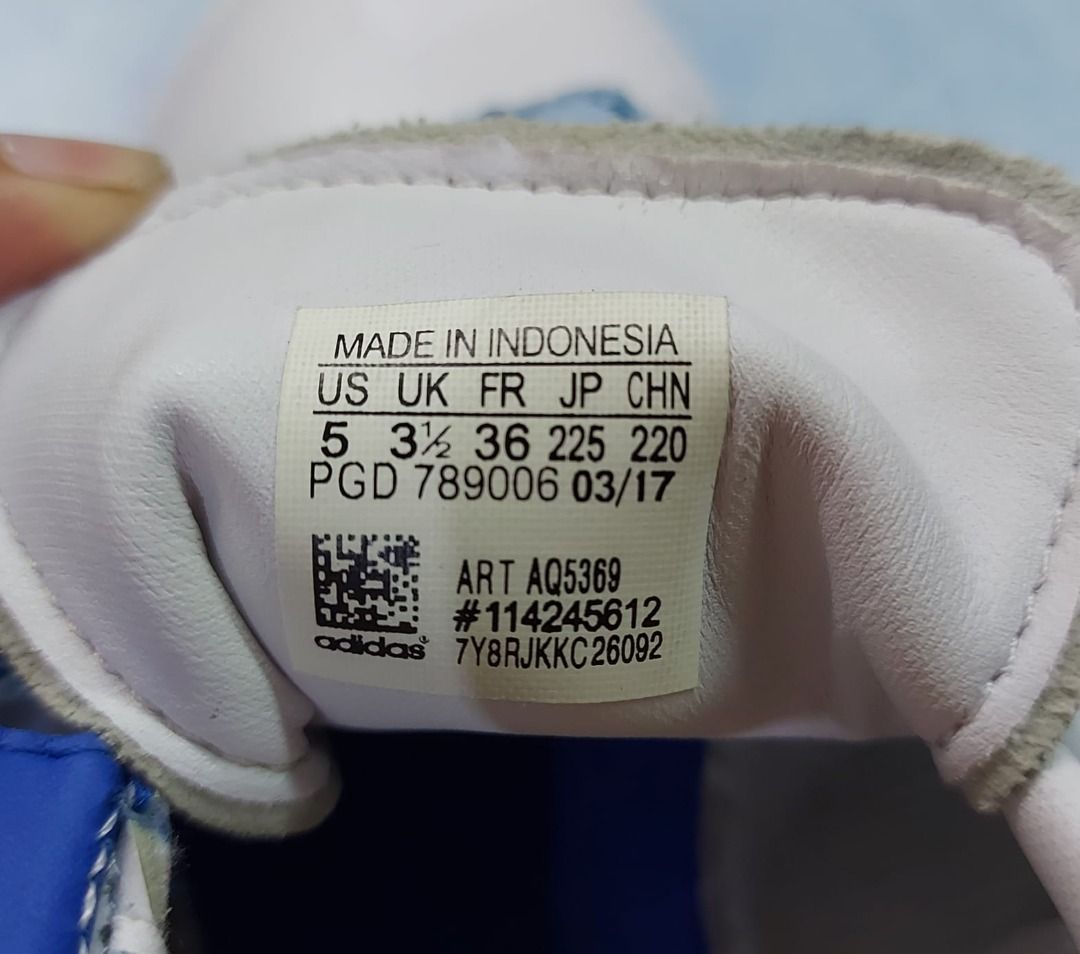 MADE IN INDONESIA
US UK FR JP CHN
5 3½ 36 225 220
PGD 789006 03/17
ART AQ5369
#114245612
adidas 7Y8RJKKC26092